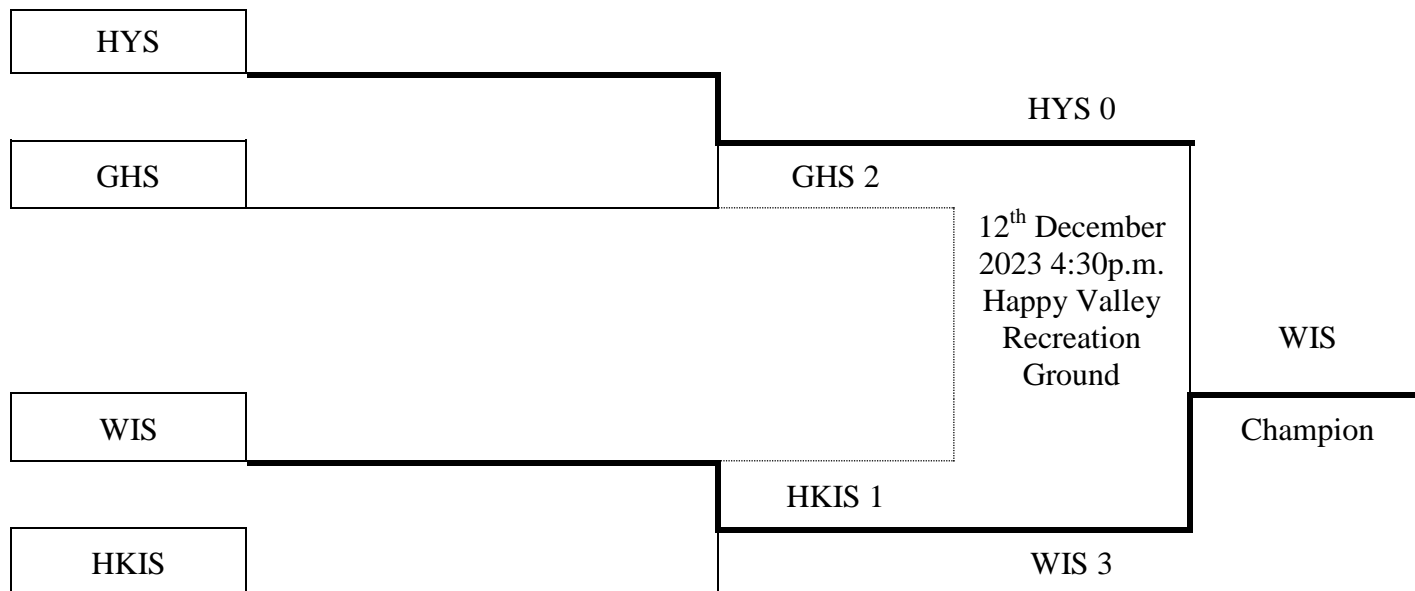 HYS
HYS 0
GHS
GHS 2
12th December
2023 4:30p.m.
Happy Valley
Recreation
Ground
WIS
WIS
Champion
HKIS 1
HKIS
WIS 3